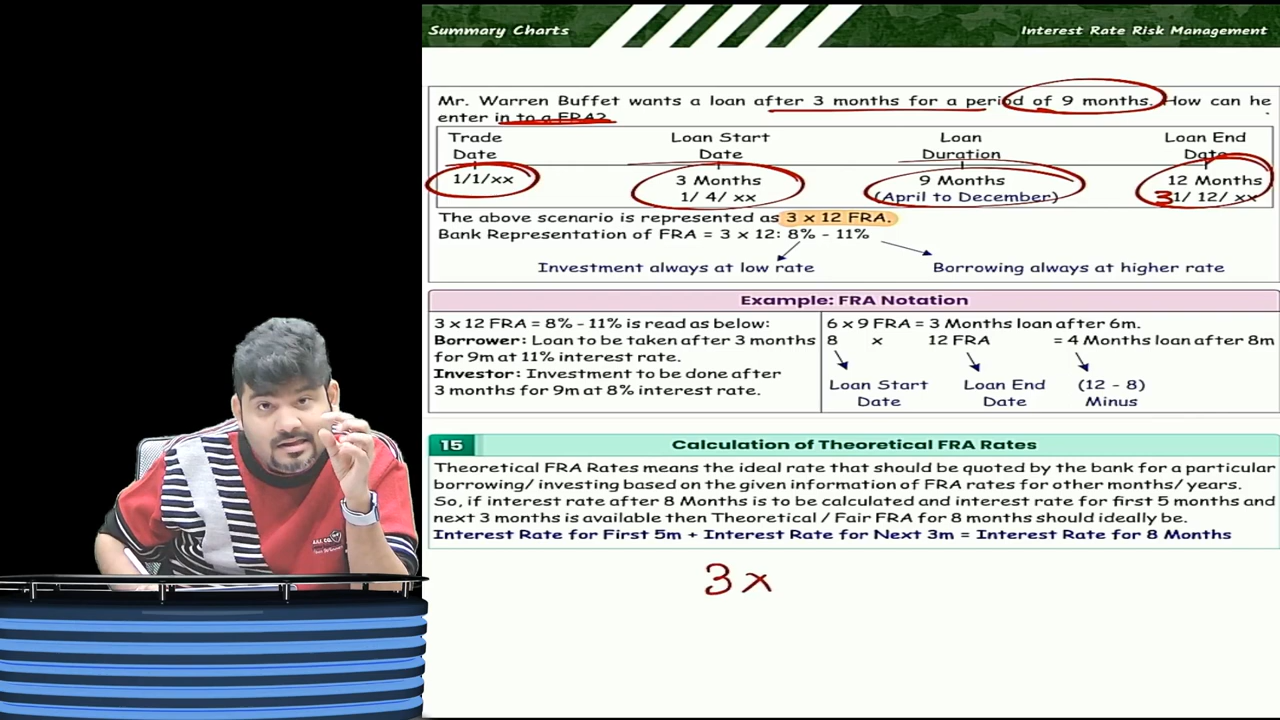 Summary Charts
Interest Rate Risk Management
Mr. Warren Buffet wants a loan after 3 months for a period of 9 months. How can he
enter in to a FRA?
Trade Date
Loan Start Date
Loan Duration
Loan End Date
1/1/xx
3 Months
1/ 4/ xx
9 Months
(April to December)
12 Months
31/ 12/ xx
The above scenario is represented as 3 x 12 FRA.
Bank Representation of FRA = 3 x 12: 8% - 11%
Investment always at low rate
Borrowing always at higher rate
Example: FRA Notation
3 x 12 FRA = 8% - 11% is read as below:
Borrower: Loan to be taken after 3 months
for 9m at 11% interest rate.
Investor: Investment to be done after
3 months for 9m at 8% interest rate.
6 x 9 FRA = 3 Months loan after 6m.
8 x 12 FRA = 4 Months loan after 8m
Loan Start Date
Loan End Date
(12 - 8)
Minus
15
Calculation of Theoretical FRA Rates
Theoretical FRA Rates means the ideal rate that should be quoted by the bank for a particular
borrowing/ investing based on the given information of FRA rates for other months/ years.
So, if interest rate after 8 Months is to be calculated and interest rate for first 5 months and
next 3 months is available then Theoretical / Fair FRA for 8 months should ideally be.
Interest Rate for First 5m + Interest Rate for Next 3m = Interest Rate for 8 Months
3 x